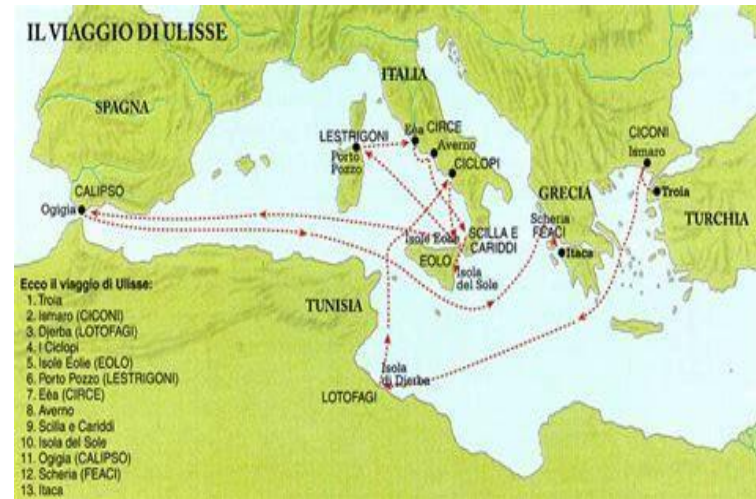 IL VIAGGIO DI ULISSE
ITALIA
SPAGNA
LESTRIGONI
Porto
Pozzo
Eèa CIRCE
Averno
CICLOPI
CICONI
Ismaro
Troia
CALIPSO
Ogigia
GRECIA
TURCHIA
Scheria
FEACI
Itaca
Isole Eolie
EOLO
SCILLA E
CARIDDI
Isola
del Sole
TUNISIA
Isola
di Djerba
LOTOFAGI
Ecco il viaggio di Ulisse:
1. Troia
2. Ismaro (CICONI)
3. Djerba (LOTOFAGI)
4. I Ciclopi
5. Isole Eolie (EOLO)
6. Porto Pozzo (LESTRIGONI)
7. Eèa (CIRCE)
8. Averno
9. Scilla e Cariddi
10. Isola del Sole
11. Ogigia (CALIPSO)
12. Scheria (FEACI)
13. Itaca